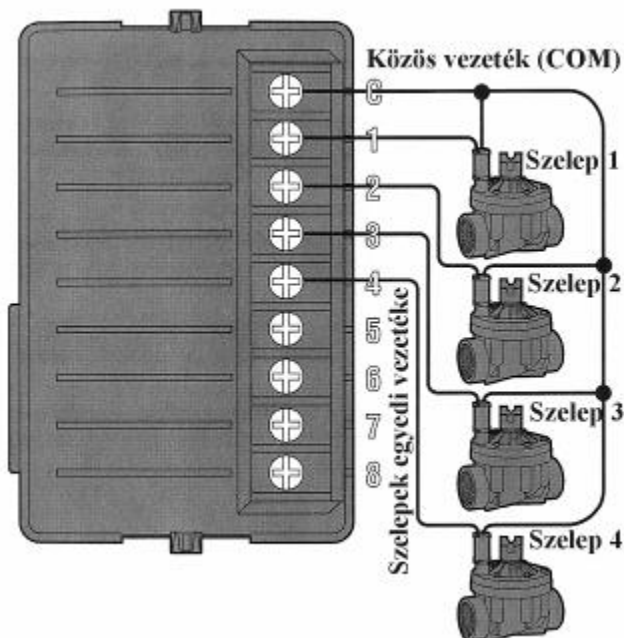 Közös vezeték (COM)
C
1
Szelep 1
2
3
Szelep 2
4
5
6
Szelep 3
7
8
Szelepek egyedi vezetéke
Szelep 4